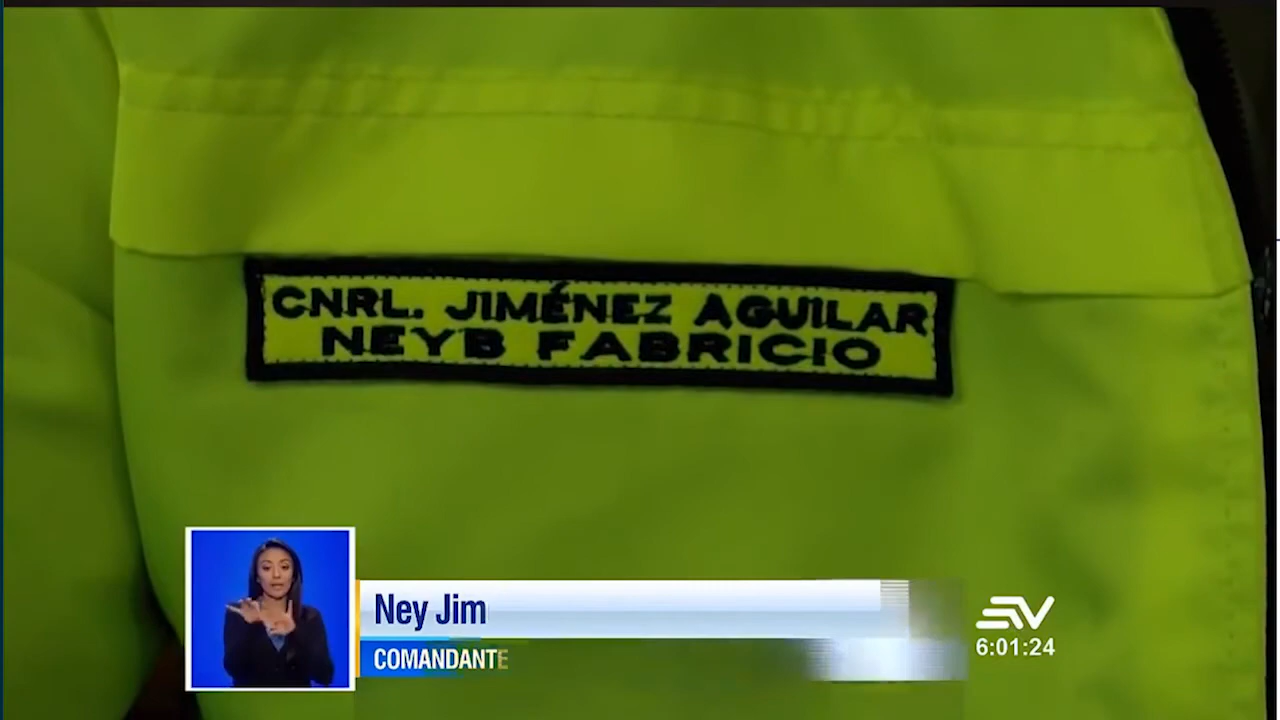 CNRL. JIMÉNEZ AGUILAR
NEYB FABRICIO
Ney Jim
COMANDANTE
6:01:24